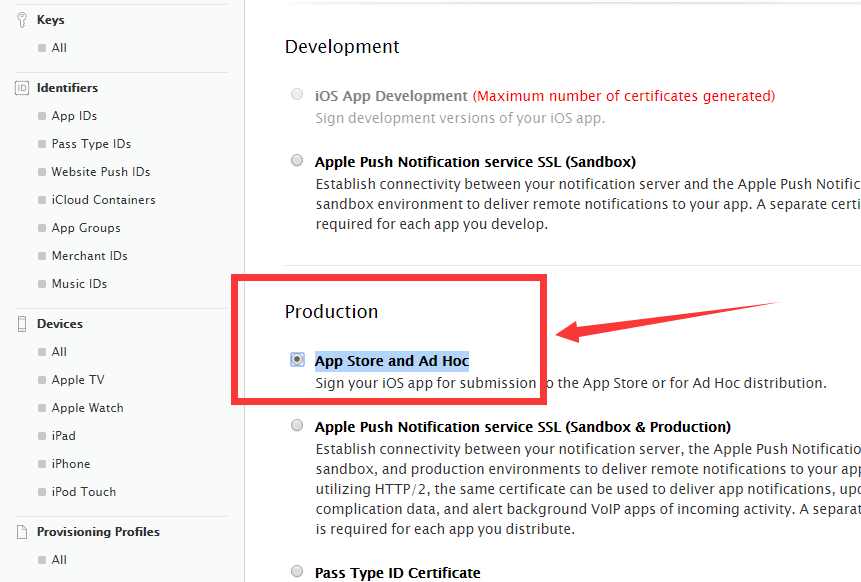 Keys
All
ID
Identifiers
App IDs
Pass Type IDs
Website Push IDs
iCloud Containers
App Groups
Merchant IDs
Music IDs
Devices
All
Apple TV
Apple Watch
iPad
iPhone
iPod Touch
Provisioning Profiles
All
Development
iOS App Development (Maximum number of certificates generated)
Sign development versions of your iOS app.
Apple Push Notification service SSL (Sandbox)
Establish connectivity between your notification server and the Apple Push Notific
sandbox environment to deliver remote notifications to your app. A separate certi
required for each app you develop.
Production
App Store and Ad Hoc
Sign your iOS app for submission o the App Store or for Ad Hoc distribution.
Apple Push Notification service SSL (Sandbox & Production)
Establish connectivity between your notification server, the Apple Push Notificatio
sandbox, and production environments to deliver remote notifications to your app
utilizing HTTP/2, the same certificate can be used to deliver app notifications, upd
complication data, and alert background VoIP apps of incoming activity. A separat
is required for each app you distribute.
Pass Type ID Certificate